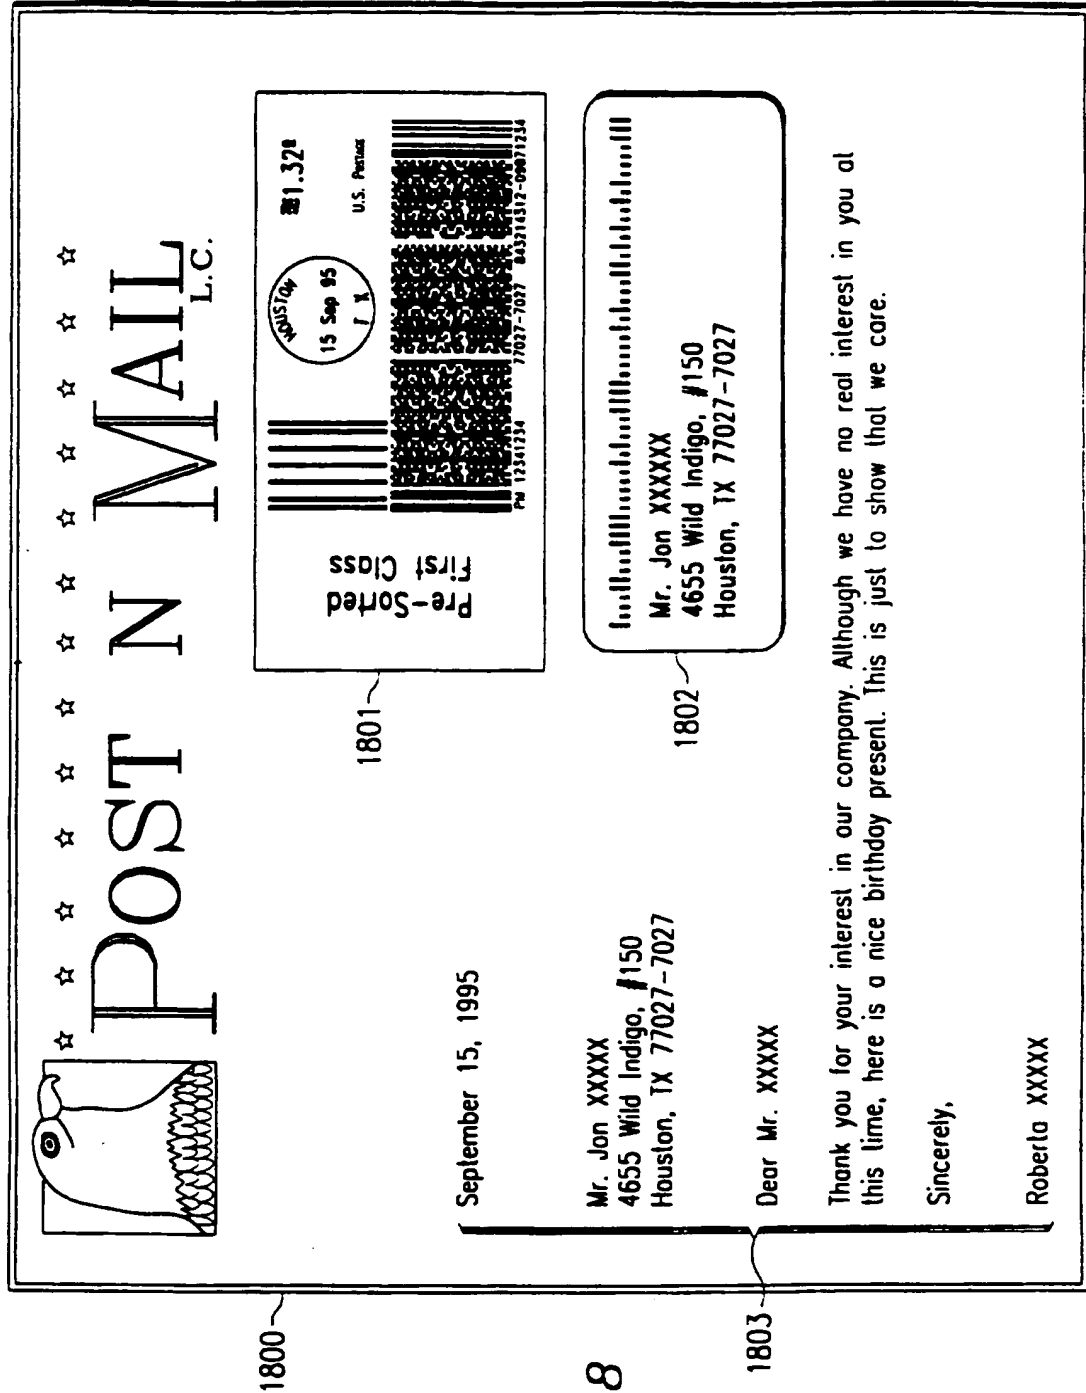 POST N MAIL
L.C.
1800
1801
Pre-Sorted
First Class
HOUSTON
15 Sep 95
T X
1.32
U.S. Postage
PM 12341234 77027-7027 843214312-09871234
1802
Mr. Jon XXXXXX
4655 Wild Indigo, #150
Houston, TX 77027-7027
1803
September 15, 1995
Mr. Jon XXXXX
4655 Wild Indigo, #150
Houston, TX 77027-7027
Dear Mr. XXXXX
Thank you for your interest in our company. Although we have no real interest in you at
this time, here is a nice birthday present. This is just to show that we care.
Sincerely,
Roberta XXXXX
8